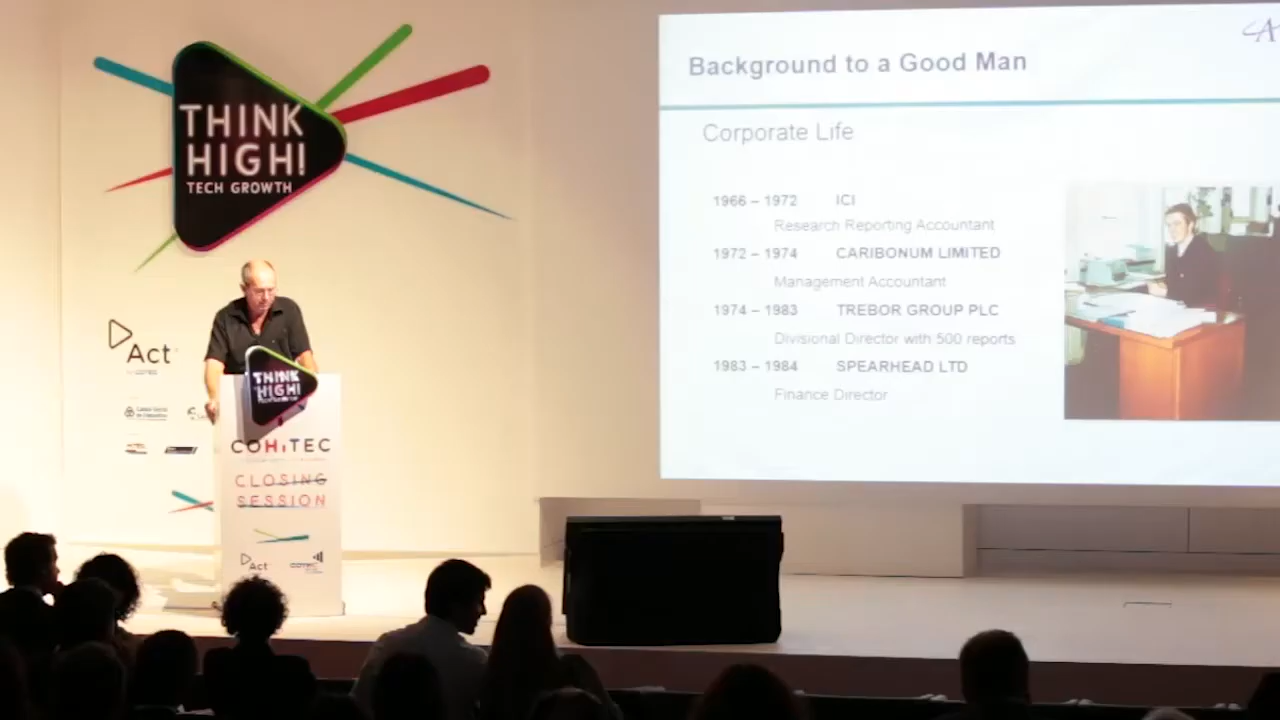 THINK
HIGH!
TECH GROWTH
Act
THINK
HIGH!
COHiTEC
CLOSING
SESSION
Act
COTEC
Background to a Good Man
Corporate Life
1966 – 1972 ICI
Research Reporting Accountant
1972 – 1974 CARIBONUM LIMITED
Management Accountant
1974 – 1983 TREBOR GROUP PLC
Divisional Director with 500 reports
1983 – 1984 SPEARHEAD LTD
Finance Director